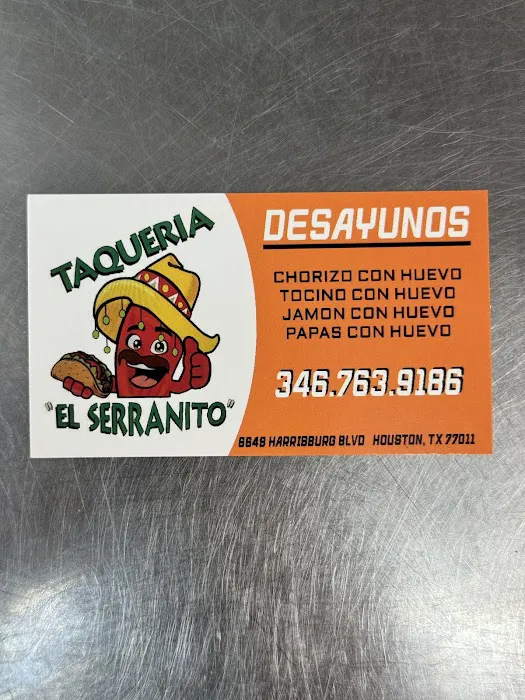 TAQUERIA
"EL SERRANITO"
DESAYUNOS
CHORIZO CON HUEVO
TOCINO CON HUEVO
JAMON CON HUEVO
PAPAS CON HUEVO
346.763.9186
6648 HARRISBURG BLVD HOUSTON, TX 77011